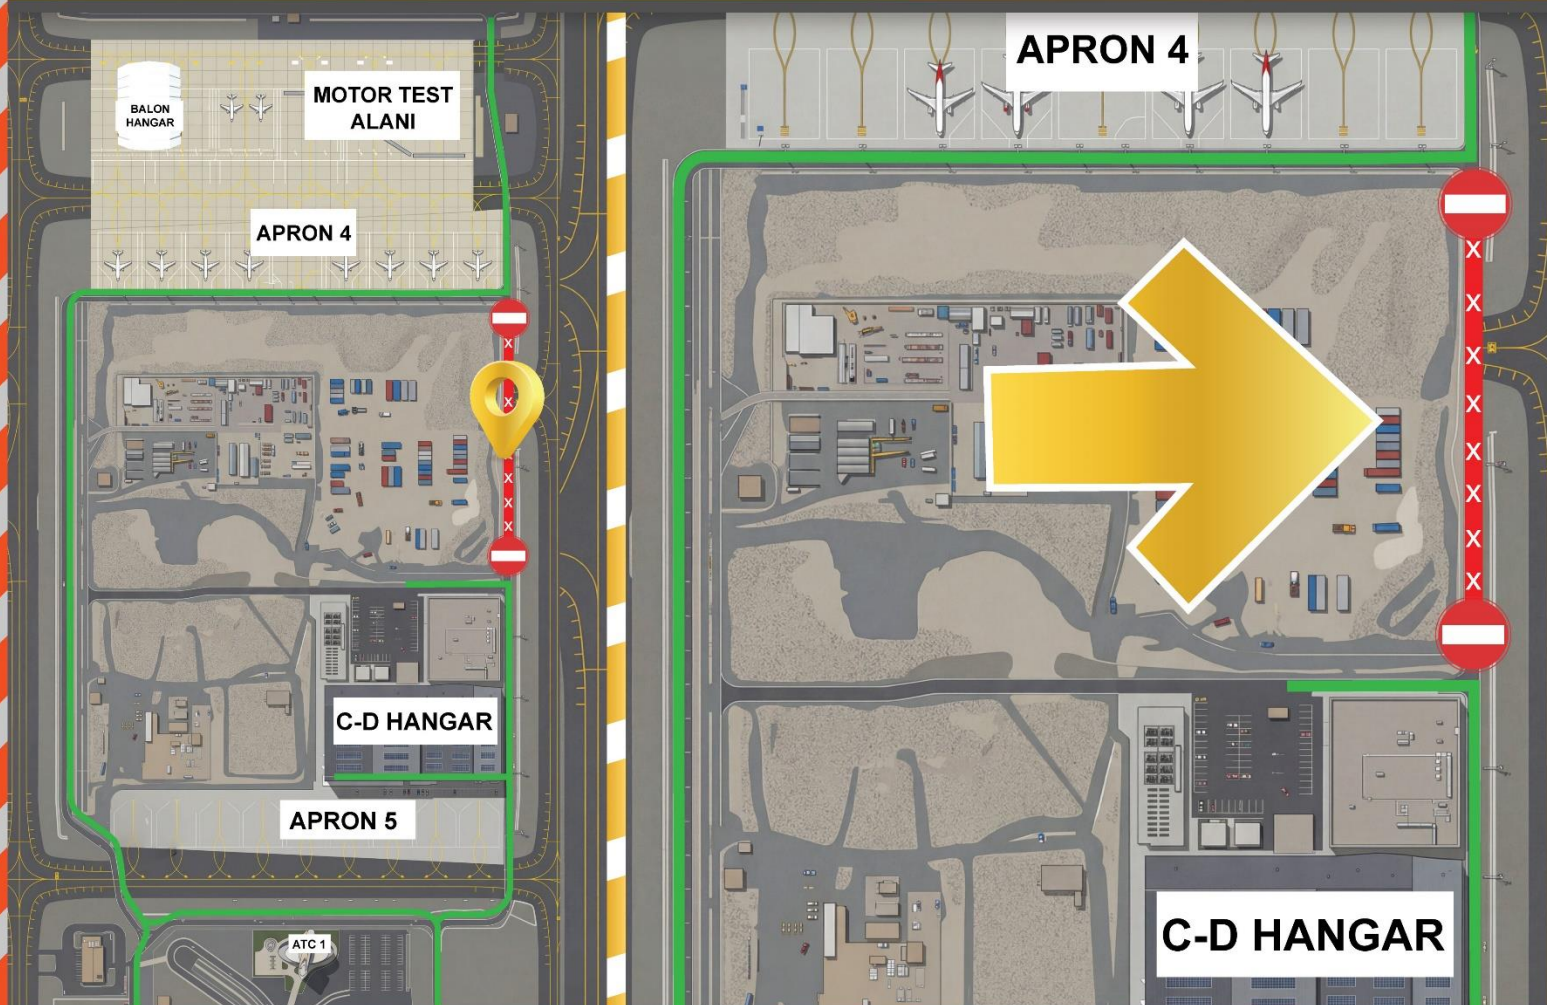 BALON
HANGAR
MOTOR TEST
ALANI
APRON 4
X
X
X
X
X
X
C-D HANGAR
APRON 5
ATC 1
APRON 4
X
X
X
X
X
X
X
X
C-D HANGAR